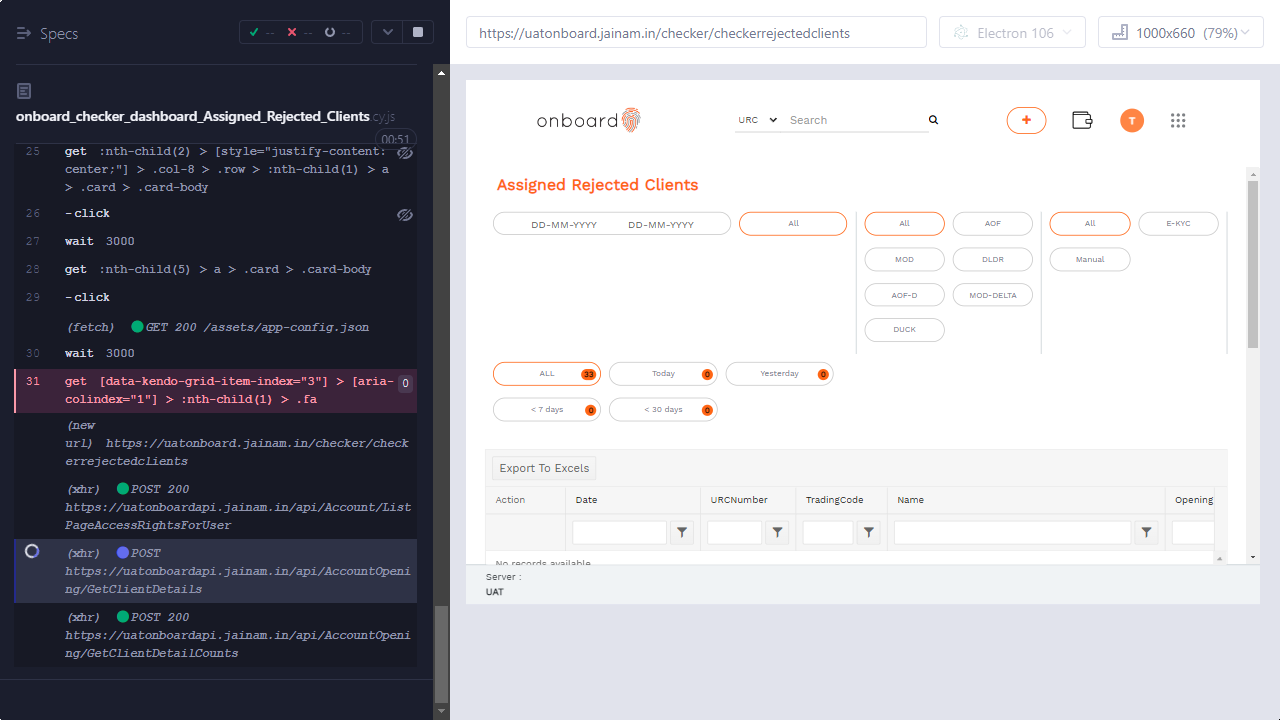 Specs
-- -- --
onboard_checker_dashboard_Assigned_Rejected_Clients.cy.js
00:51
25 get :nth-child(2) > [style="justify-content:
center;"] > .col-8 > .row > :nth-child(1) > a
> .card > .card-body
26 -click
27 wait 3000
28 get :nth-child(5) > a > .card > .card-body
29 -click
(fetch) GET 200 /assets/app-config.json
30 wait 3000
31 get [data-kendo-grid-item-index="3"] > [aria-
colindex="1"] > :nth-child(1) > .fa
0
(new
url) https://uatonboard.jainam.in/checker/check
errejectedclients
(xhr) POST 200
https://uatonboardapi.jainam.in/api/Account/List
PageAccessRightsForUser
(xhr) POST
https://uatonboardapi.jainam.in/api/AccountOpeni
ng/GetClientDetails
(xhr) POST 200
https://uatonboardapi.jainam.in/api/AccountOpeni
ng/GetClientDetailCounts
https://uatonboard.jainam.in/checker/checkerrejectedclients
Electron 106
1000x660 (79%)
onboard
URC
Search
+
T
Assigned Rejected Clients
DD-MM-YYYY DD-MM-YYYY
All
All AOF
MOD DLDR
AOF-D MOD-DELTA
DUCK
All E-KYC
Manual
ALL 33
Today 0
Yesterday 0
< 7 days 0
< 30 days 0
Export To Excels
Action Date URCNumber TradingCode Name Opening
No records available
Server :
UAT